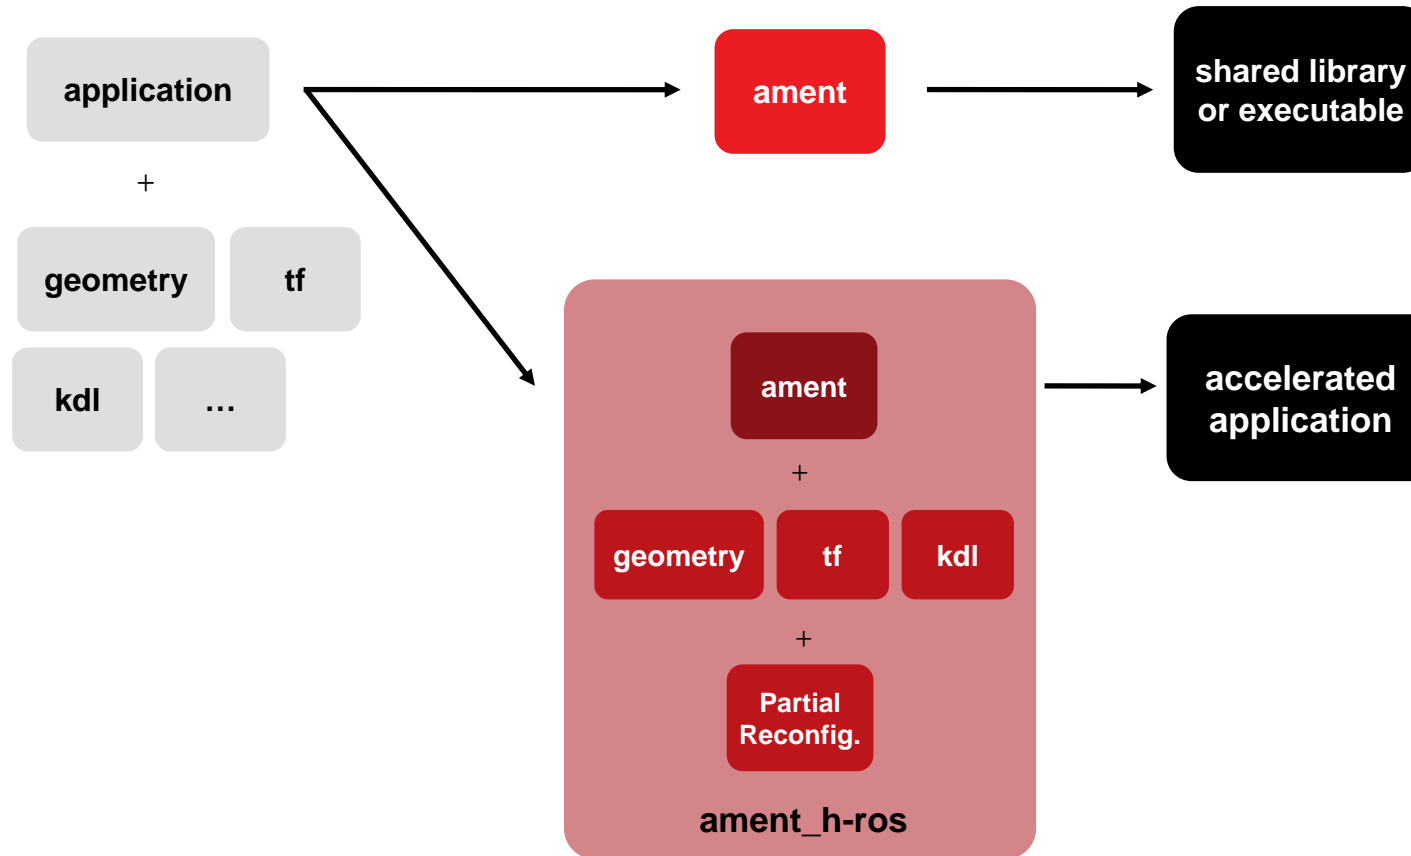 application
+
geometry
tf
kdl
…
ament
shared library
or executable
ament
+
geometry
tf
kdl
+
Partial
Reconfig.
ament_h-ros
accelerated
application